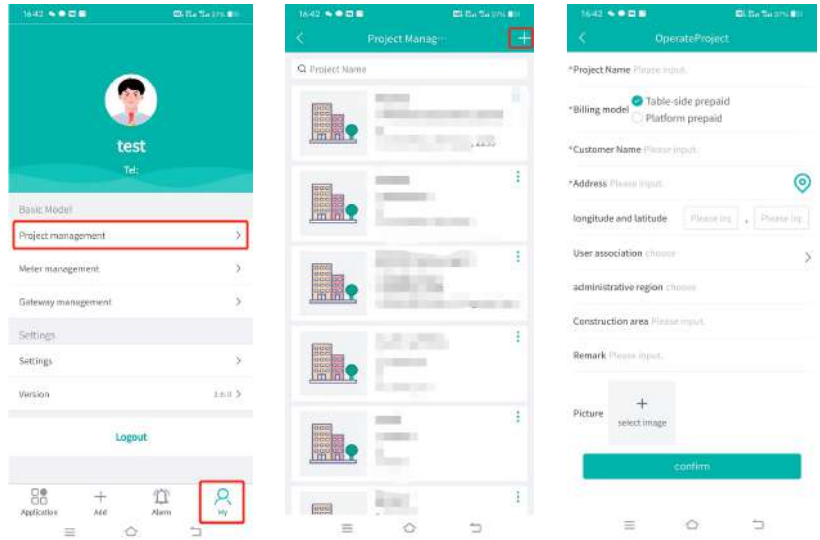 16:42
test
Tel:
Basic Model
Project management
Meter management
Gateway management
Settings
Settings
Version
Logout
Application Add Alarm My
16:42
Project Manag...
Project Name
16:42
OperateProject
*Project Name Please input.
*Billing model Table-side prepaid
Platform prepaid
*Customer Name Please input.
*Address Please input.
longitude and latitude Please inp , Please inp
User association choose
administrative region choose
Construction area Please input.
Remark Please input.
Picture
select image
confirm